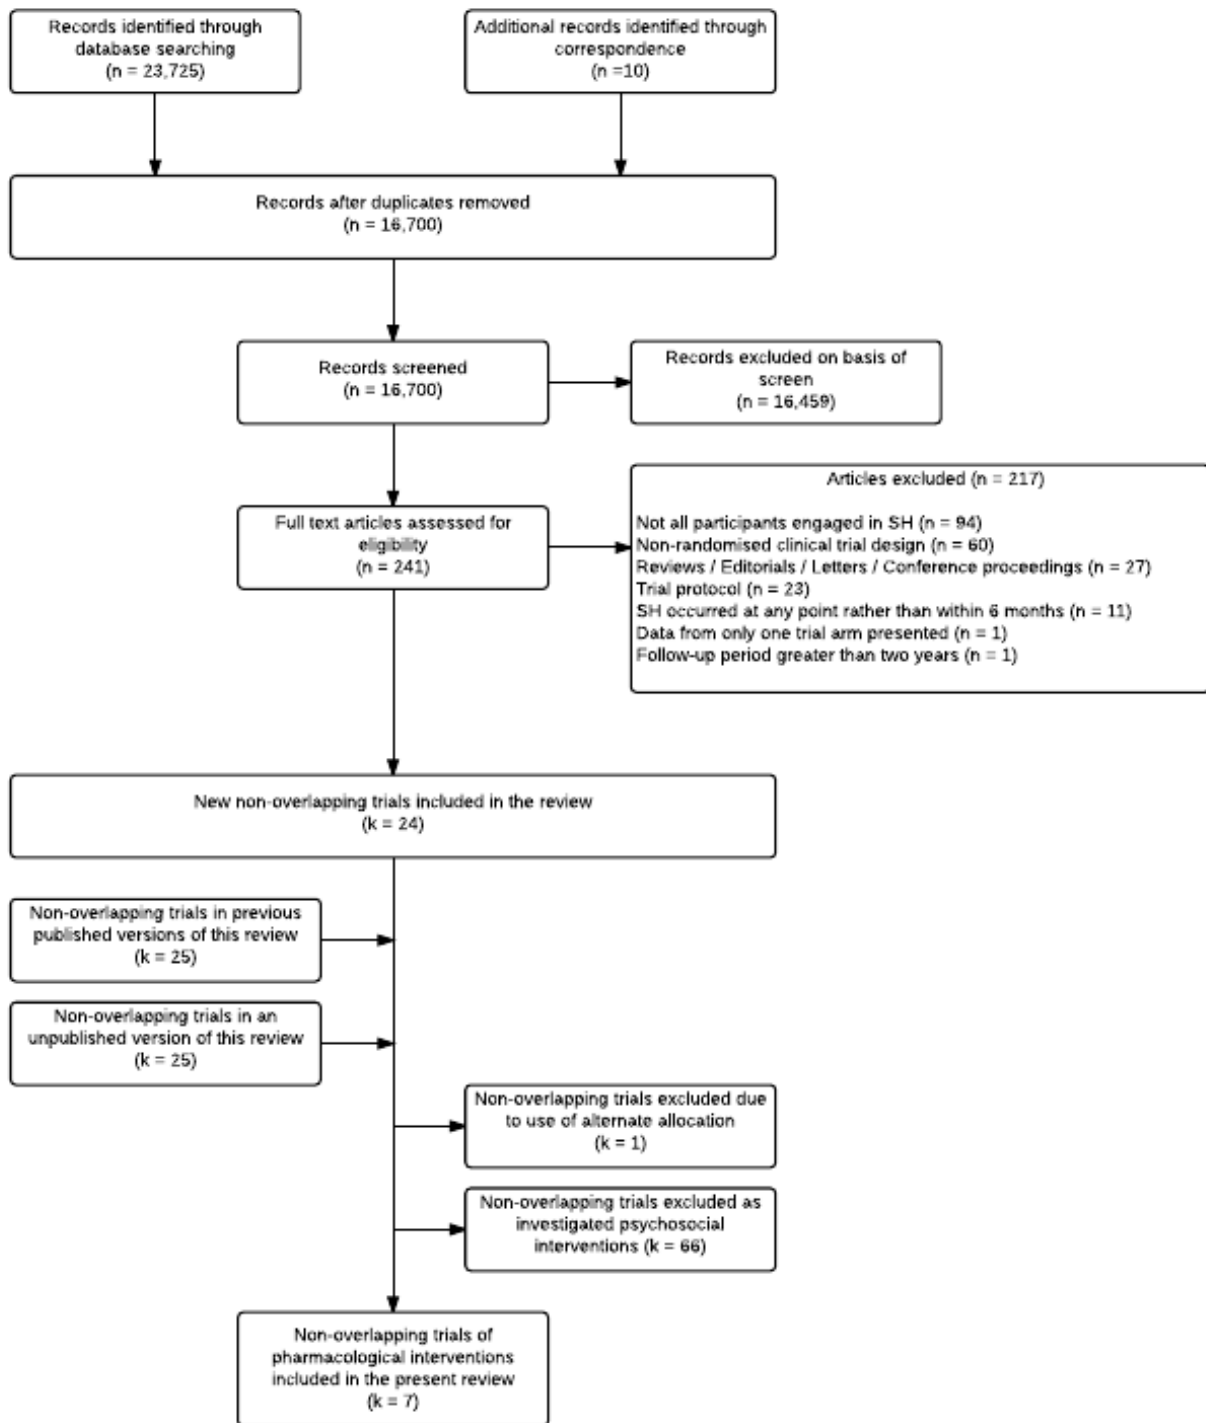 Records identified through
database searching
(n = 23,725)
Additional records identified through
correspondence
(n =10)
Records after duplicates removed
(n = 16,700)
Records screened
(n = 16,700)
Records excluded on basis of
screen
(n = 16,459)
Full text articles assessed for
eligibility
(n = 241)
Articles excluded (n = 217)
Not all participants engaged in SH (n = 94)
Non-randomised clinical trial design (n = 60)
Reviews / Editorials / Letters / Conference proceedings (n = 27)
Trial protocol (n = 23)
SH occurred at any point rather than within 6 months (n = 11)
Data from only one trial arm presented (n = 1)
Follow-up period greater than two years (n = 1)
New non-overlapping trials included in the review
(k = 24)
Non-overlapping trials in previous
published versions of this review
(k = 25)
Non-overlapping trials in an
unpublished version of this review
(k = 25)
Non-overlapping trials excluded due
to use of alternate allocation
(k = 1)
Non-overlapping trials excluded as
investigated psychosocial
interventions (k = 66)
Non-overlapping trials of
pharmacological interventions
included in the present review
(k = 7)